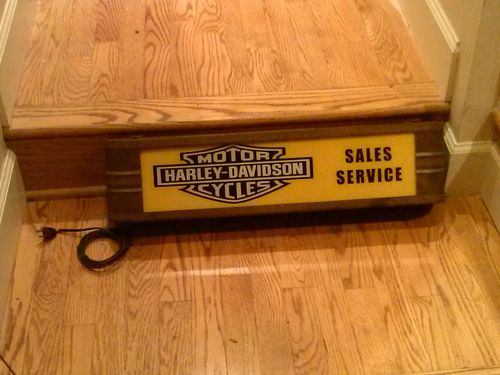 MOTOR
HARLEY-DAVIDSON
CYCLES
SALES
SERVICE